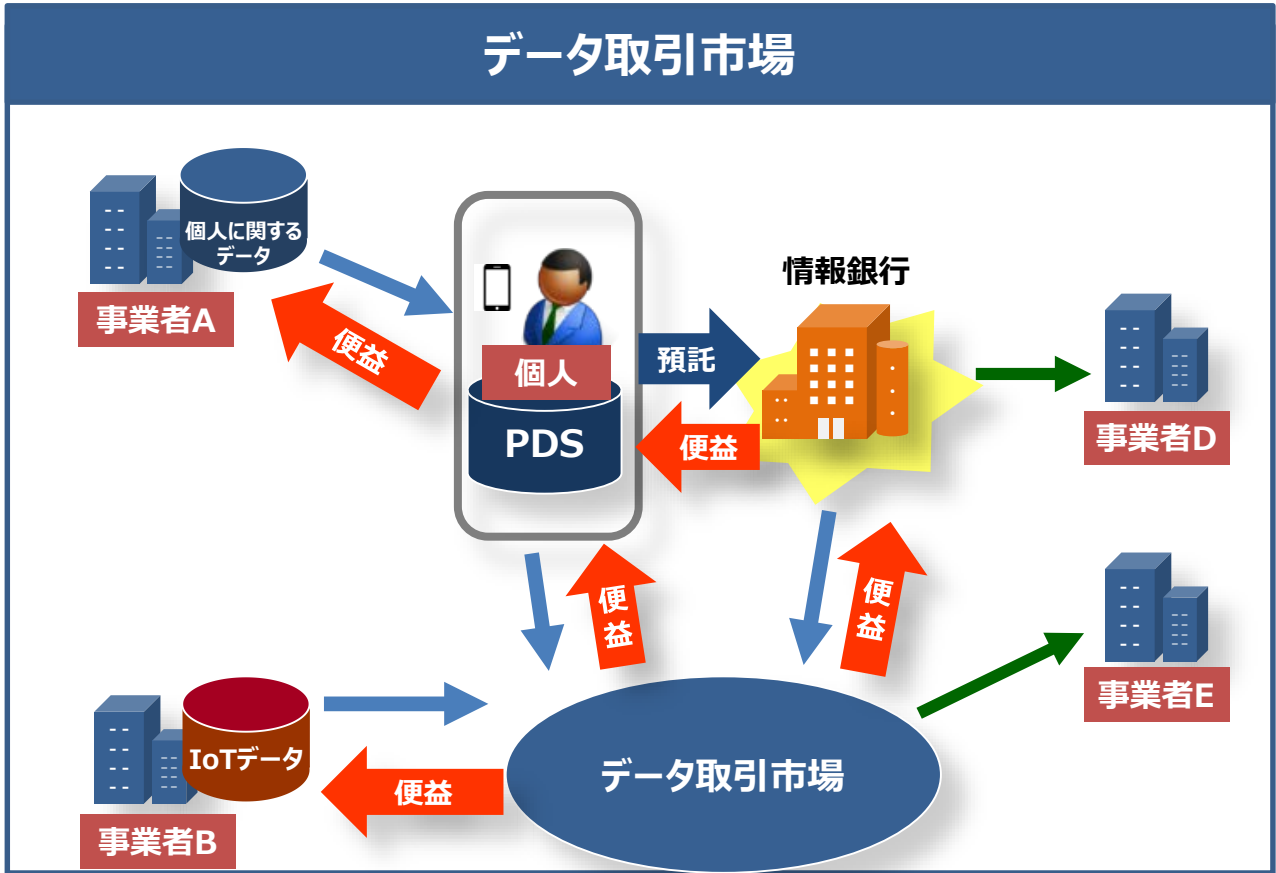 データ取引市場
個人に関する
データ
事業者A
便益
個人
PDS
預託
便益
情報銀行
事業者D
便
益
便
益
事業者E
IoTデータ
事業者B
便益
データ取引市場